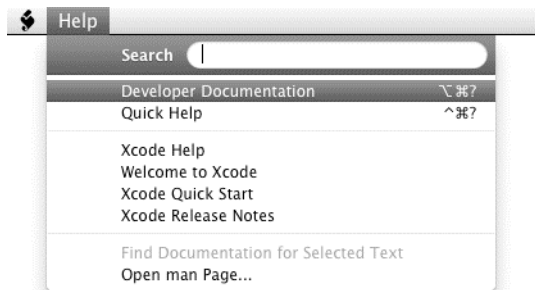 Help
Search
Developer Documentation ⌥⌘?
Quick Help ^⌘?
Xcode Help
Welcome to Xcode
Xcode Quick Start
Xcode Release Notes
Find Documentation for Selected Text
Open man Page...